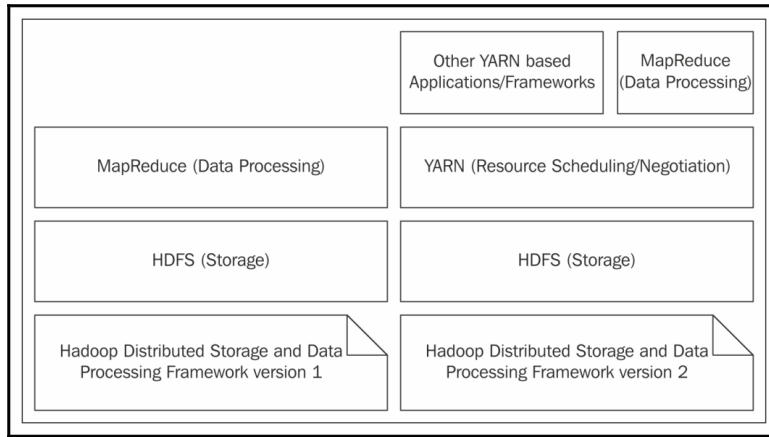 Other YARN based
Applications/Frameworks
MapReduce
(Data Processing)
MapReduce (Data Processing)
YARN (Resource Scheduling/Negotiation)
HDFS (Storage)
HDFS (Storage)
Hadoop Distributed Storage and Data
Processing Framework version 1
Hadoop Distributed Storage and Data
Processing Framework version 2